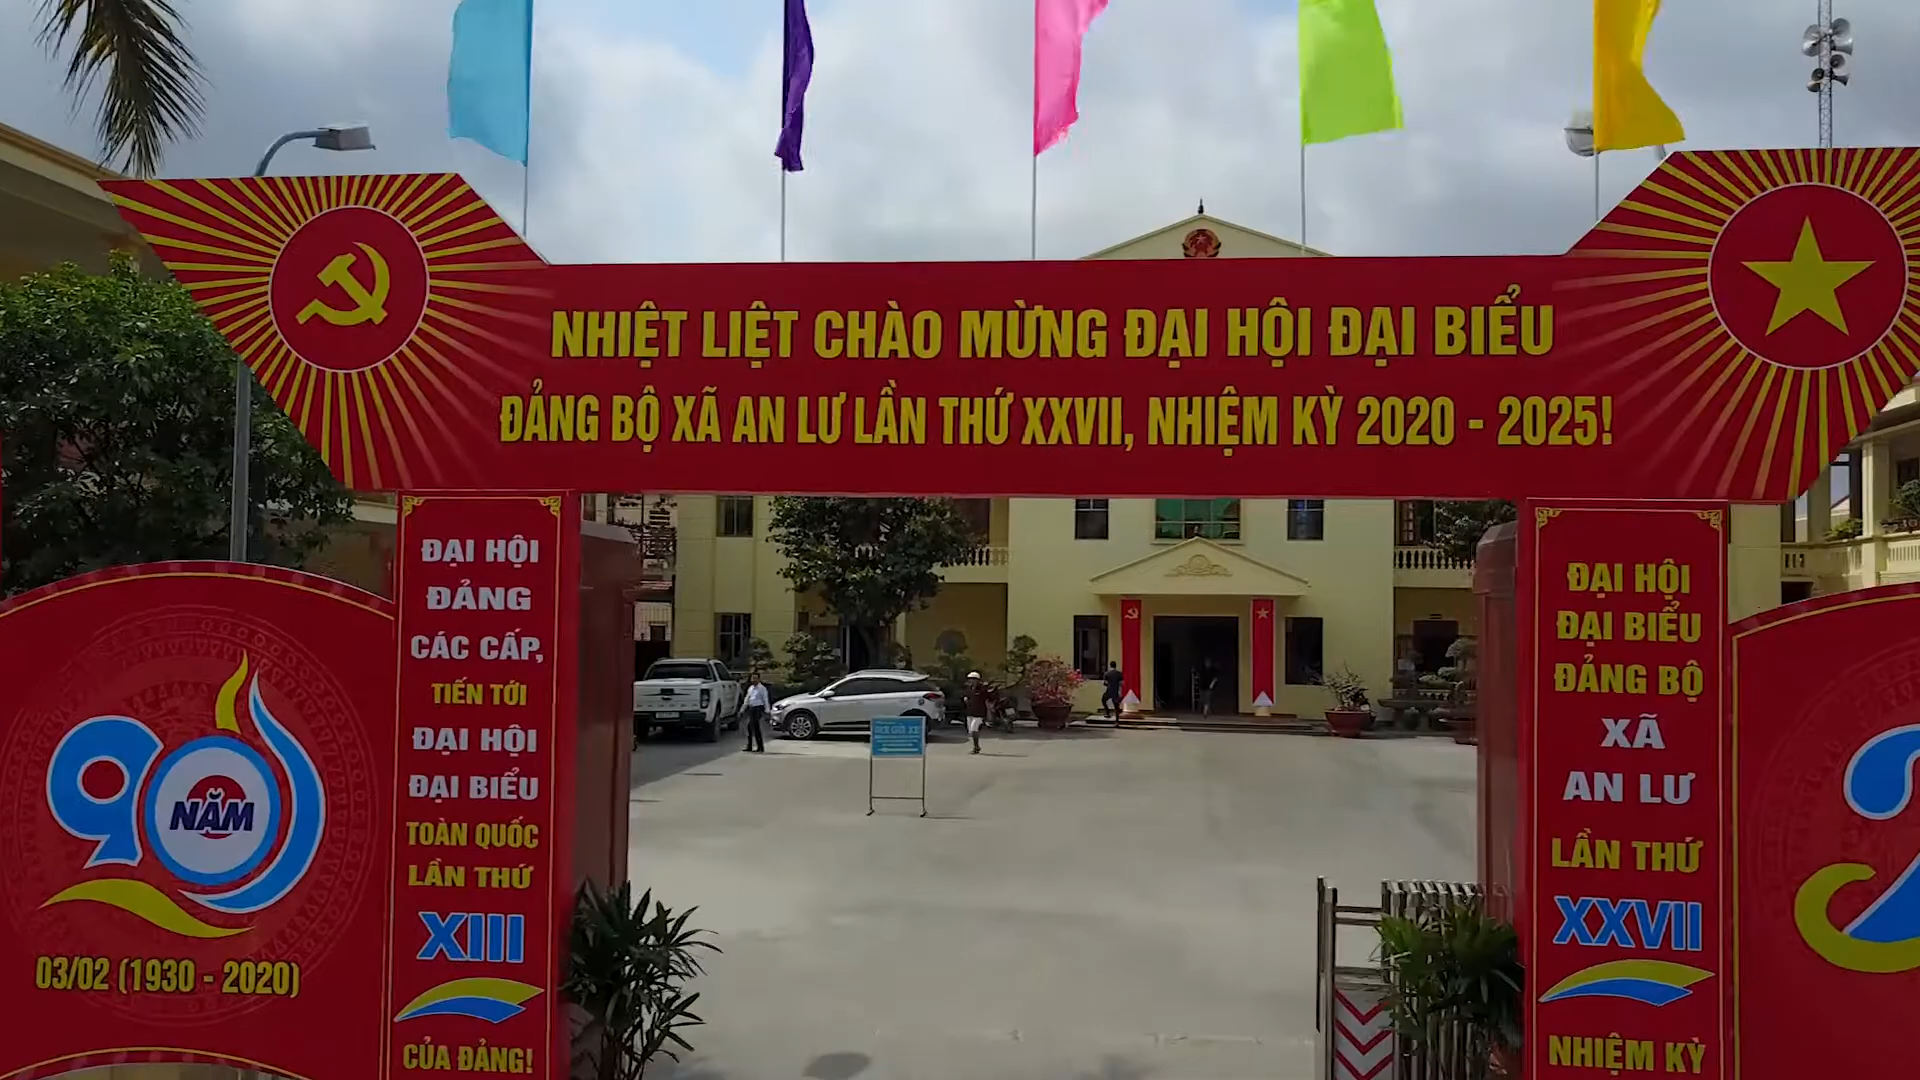 NHIỆT LIỆT CHÀO MỪNG ĐẠI HỘI ĐẠI BIỂU
ĐẢNG BỘ XÃ AN LƯ LẦN THỨ XXVII, NHIỆM KỲ 2020 - 2025!
ĐẠI HỘI
ĐẢNG
CÁC CẤP,
TIẾN TỚI
ĐẠI HỘI
ĐẠI BIỂU
TOÀN QUỐC
LẦN THỨ
XIII
CỦA ĐẢNG!
90
NĂM
03/02 (1930 - 2020)
ĐẠI HỘI
ĐẠI BIỂU
ĐẢNG BỘ
XÃ
AN LƯ
LẦN THỨ
XXVII
NHIỆM KỲ